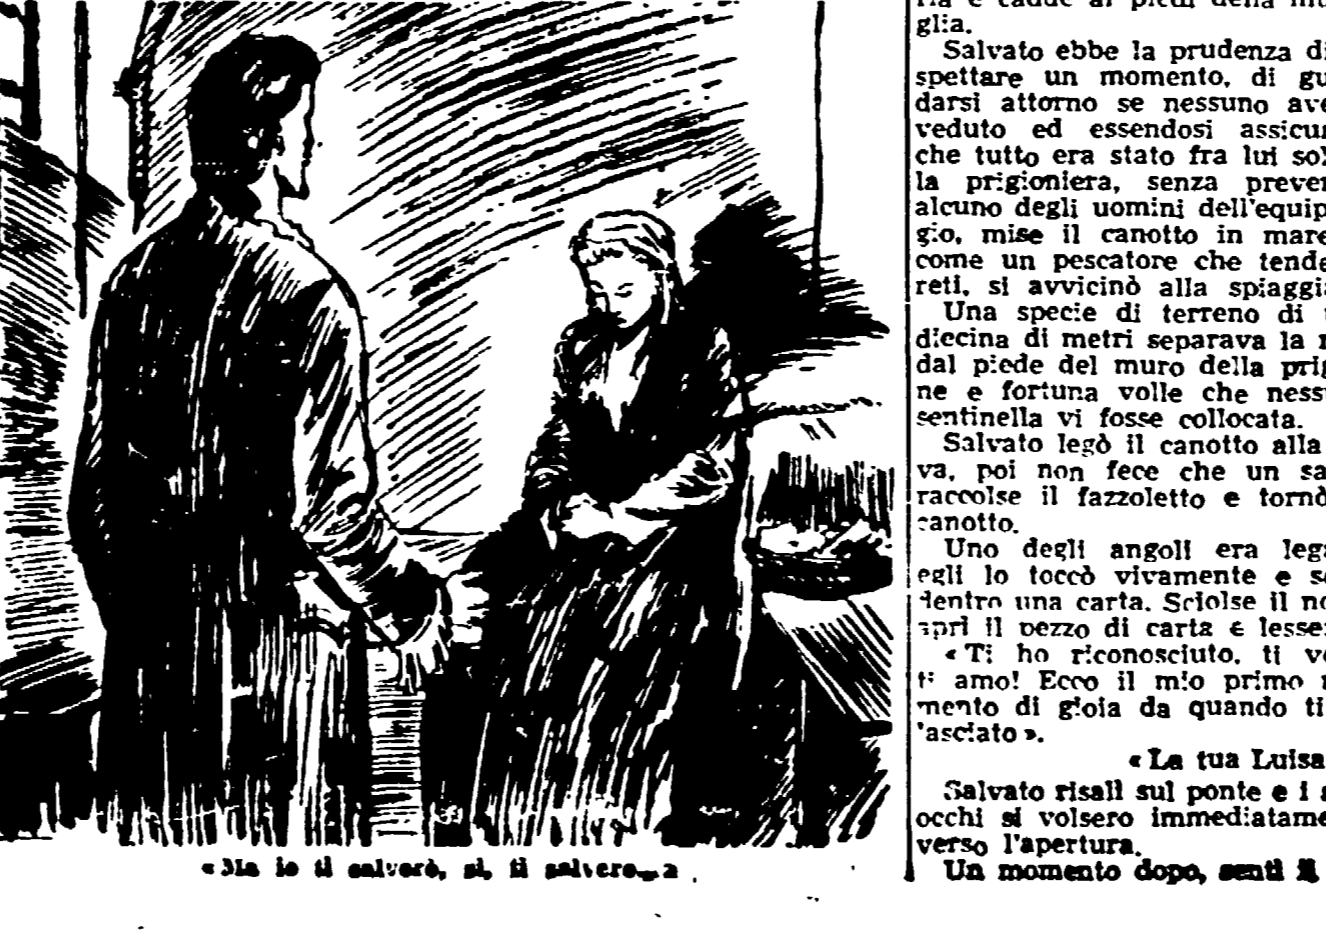 « Ma io ti salverò, sì, ti salverò...»
glia.
Salvato ebbe la prudenza di
spettare un momento, di gu
darsi attorno se nessuno ave
veduto ed essendosi assicur
che tutto era stato fra lui sol
la prigioniera, senza prever
alcuno degli uomini dell'equip
gio, mise il canotto in mare
come un pescatore che tende
reti, si avvicinò alla spiaggia
Una specie di terreno di
diecina di metri separava la
dal piede del muro della prig
ne e fortuna volle che ness
sentinella vi fosse collocata.
Salvato legò il canotto alla
va, poi non fece che un sa
raccolse il fazzoletto e tornò
canotto.
Uno degli angoli era lega
egli lo toccò vivamente e se
dentro una carta. Sciolse il no
aprì il pezzo di carta e lesse:
«Ti ho riconosciuto, ti ve
ti amo! Ecco il mio primo
mento di gioia da quando ti
lasciato».
«La tua Luisa
Salvato risalì sul ponte e i
occhi si volsero immediatame
verso l'apertura.
Un momento dopo, sentì il